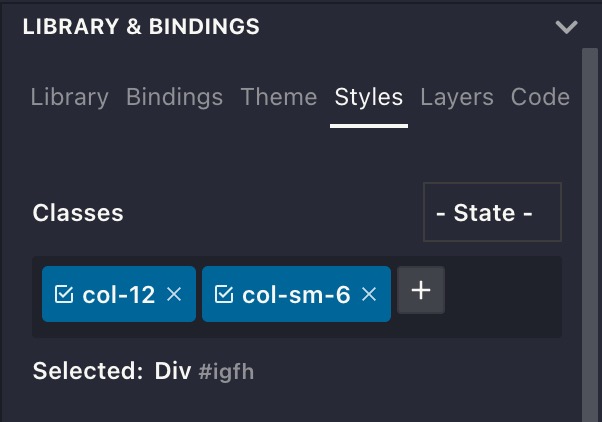 LIBRARY & BINDINGS
Library Bindings Theme Styles Layers Code
Classes - State -
col-12 col-sm-6 +
Selected: Div #igfh